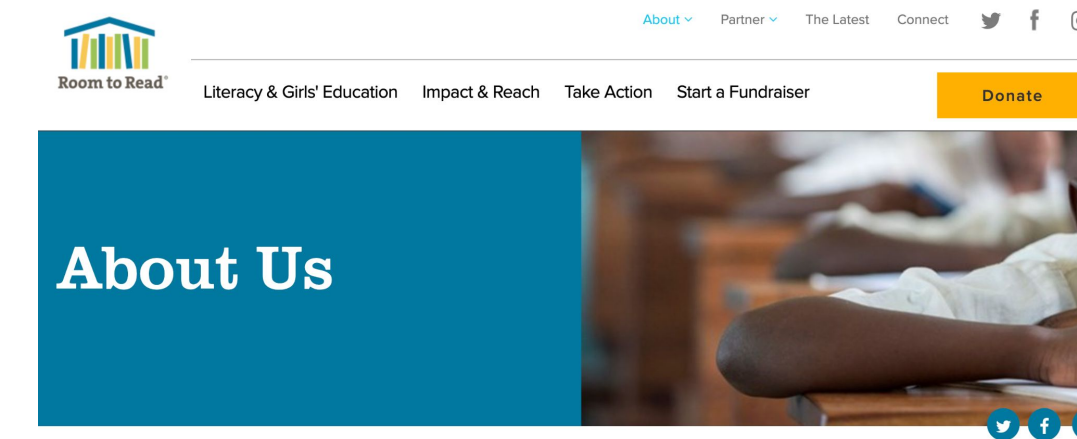 About Partner The Latest Connect
Room to Read®
Literacy & Girls' Education Impact & Reach Take Action Start a Fundraiser Donate
About Us